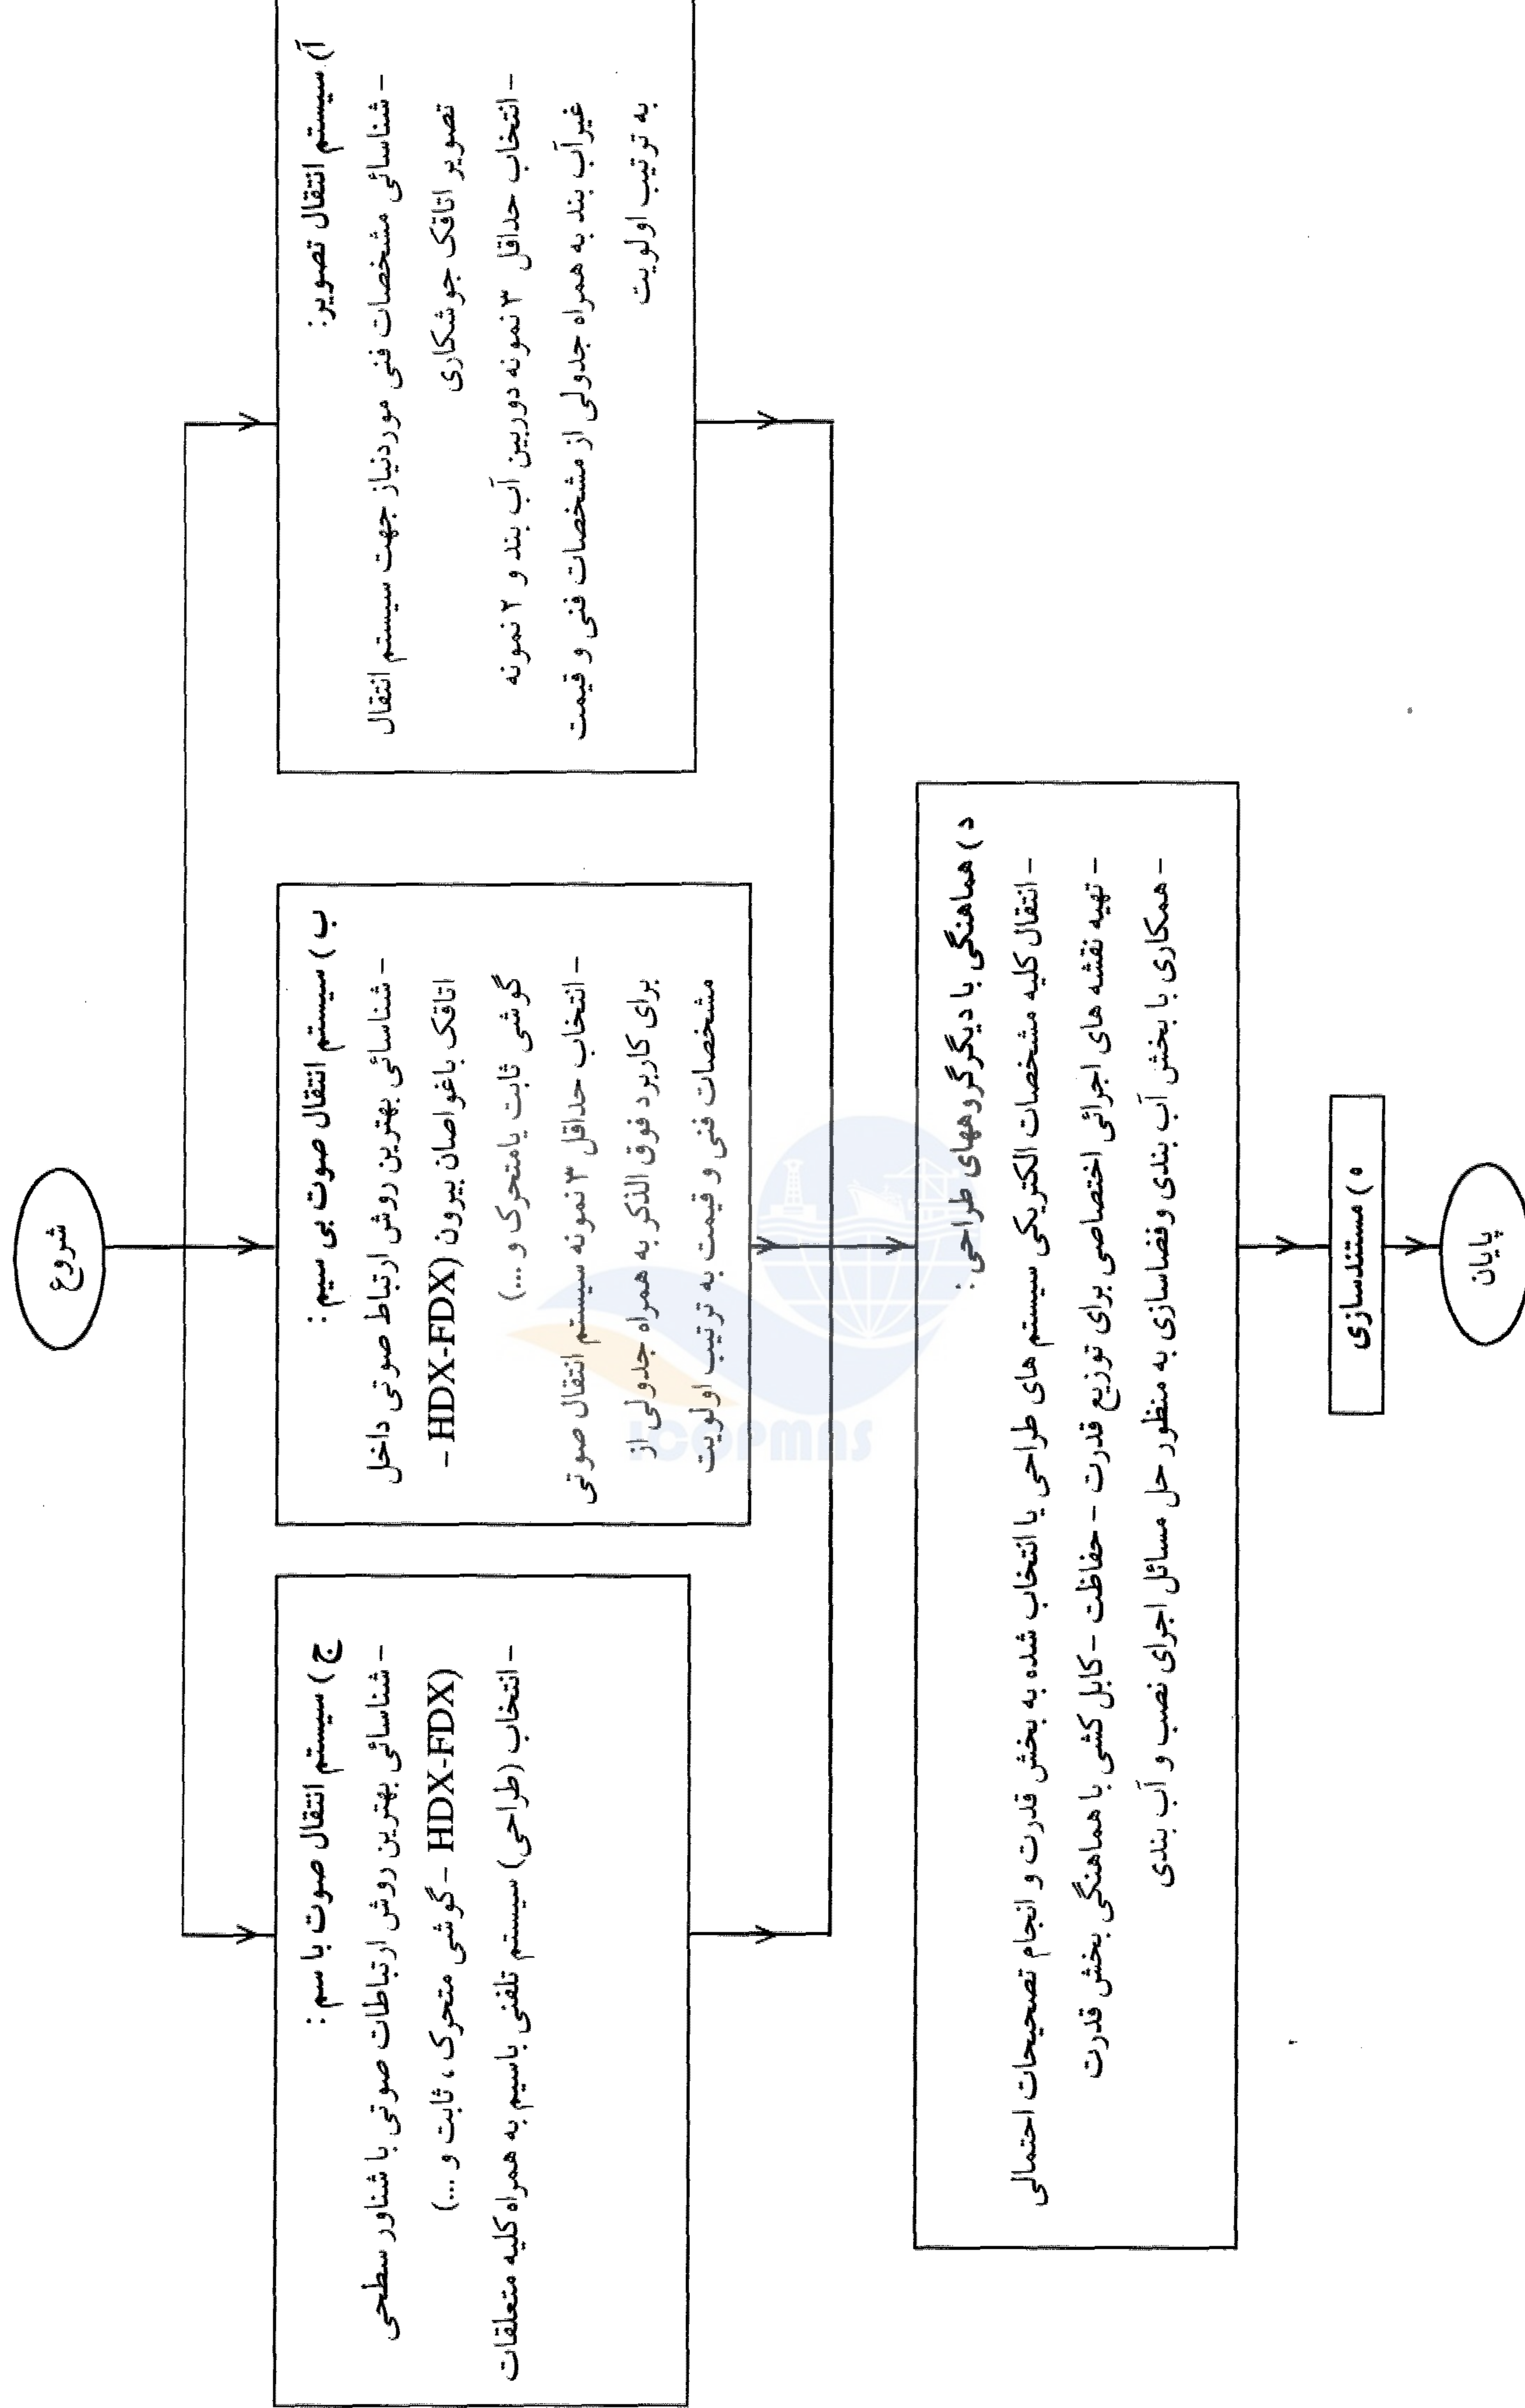 شروع
آ) سیستم انتقال تصویر:
- شناسائی مشخصات فنی موردنیاز جهت سیستم انتقال
تصویر اتاقک جوشکاری
- انتخاب حداقل ۳ نمونه دوربین آب بند و ۲ نمونه
غیرآب بند به همراه جدولی از مشخصات فنی و قیمت
به ترتیب اولویت
ب ) سیستم انتقال صوت بی سیم :
- شناسائی بهترین روش ارتباط صوتی داخل
اتاقک باغواصان بیرون (HDX-FDX -
گوشی ثابت یامتحرک و ...)
- انتخاب حداقل ۳ نمونه سیستم انتقال صوتی
برای کاربرد فوق الذکر به همراه جدولی از
مشخصات فنی و قیمت به ترتیب اولویت
ج ) سیستم انتقال صوت با سم :
- شناسائی بهترین روش ارتباطات صوتی با شناور سطحی
(HDX-FDX - گوشی متحرک ، ثابت و ...)
- انتخاب (طراحی) سیستم تلفنی باسیم به همراه کلیه متعلقات
د ) هماهنگی با دیگر گروههای طراحی :
- انتقال کلیه مشخصات الکتریکی سیستم های طراحی یا انتخاب شده به بخش قدرت و انجام تصحیحات احتمالی
- تهیه نقشه های اجرائی اختصاصی برای توزیع قدرت - حفاظت - کابل کشی با هماهنگی بخش قدرت
- همکاری با بخش آب بندی وفضاسازی به منظور حل مسائل اجرای نصب و آب بندی
ه ) مستندسازی
پایان
ICOPMAS